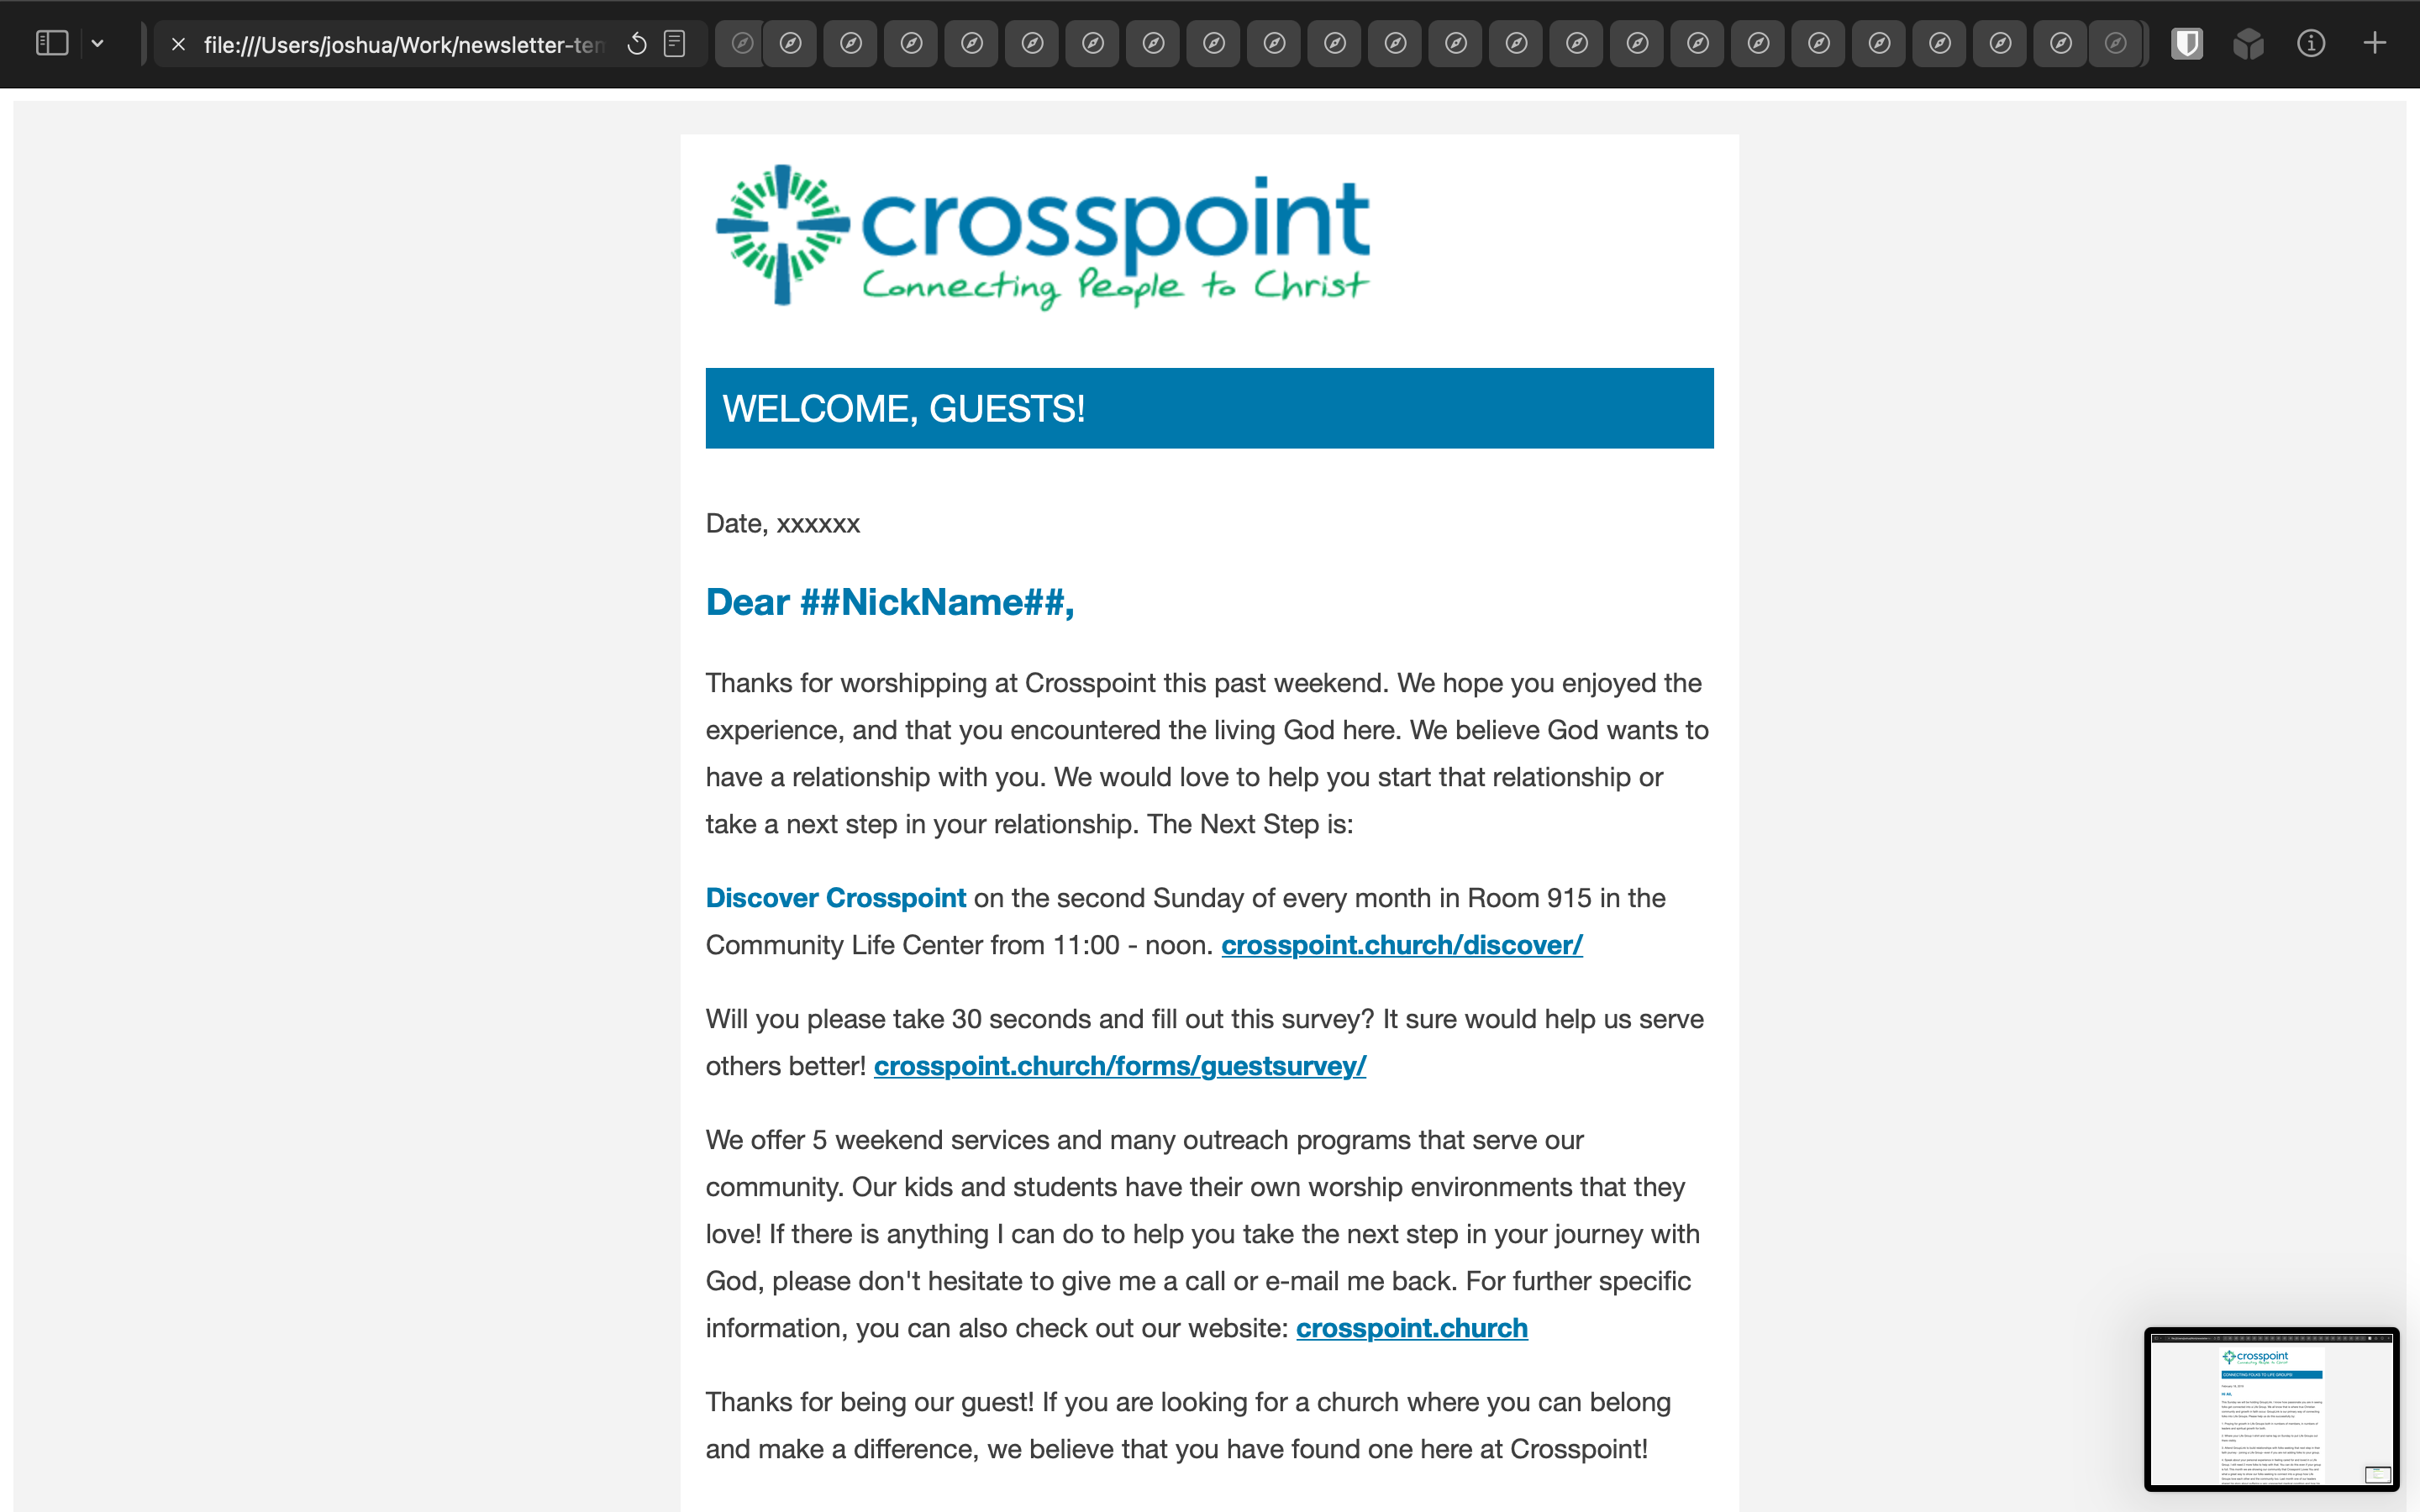 file:///Users/joshua/Work/newsletter-ten
crosspoint
Connecting People to Christ
WELCOME, GUESTS!
Date, xxxxxx
Dear ##NickName##,
Thanks for worshipping at Crosspoint this past weekend. We hope you enjoyed the
experience, and that you encountered the living God here. We believe God wants to
have a relationship with you. We would love to help you start that relationship or
take a next step in your relationship. The Next Step is:
Discover Crosspoint on the second Sunday of every month in Room 915 in the
Community Life Center from 11:00 - noon. crosspoint.church/discover/
Will you please take 30 seconds and fill out this survey? It sure would help us serve
others better! crosspoint.church/forms/guestsurvey/
We offer 5 weekend services and many outreach programs that serve our
community. Our kids and students have their own worship environments that they
love! If there is anything I can do to help you take the next step in your journey with
God, please don't hesitate to give me a call or e-mail me back. For further specific
information, you can also check out our website: crosspoint.church
Thanks for being our guest! If you are looking for a church where you can belong
and make a difference, we believe that you have found one here at Crosspoint!
crosspoint
Connecting People to Christ
CONNECTING FOLKS TO LIFE GROUPS!